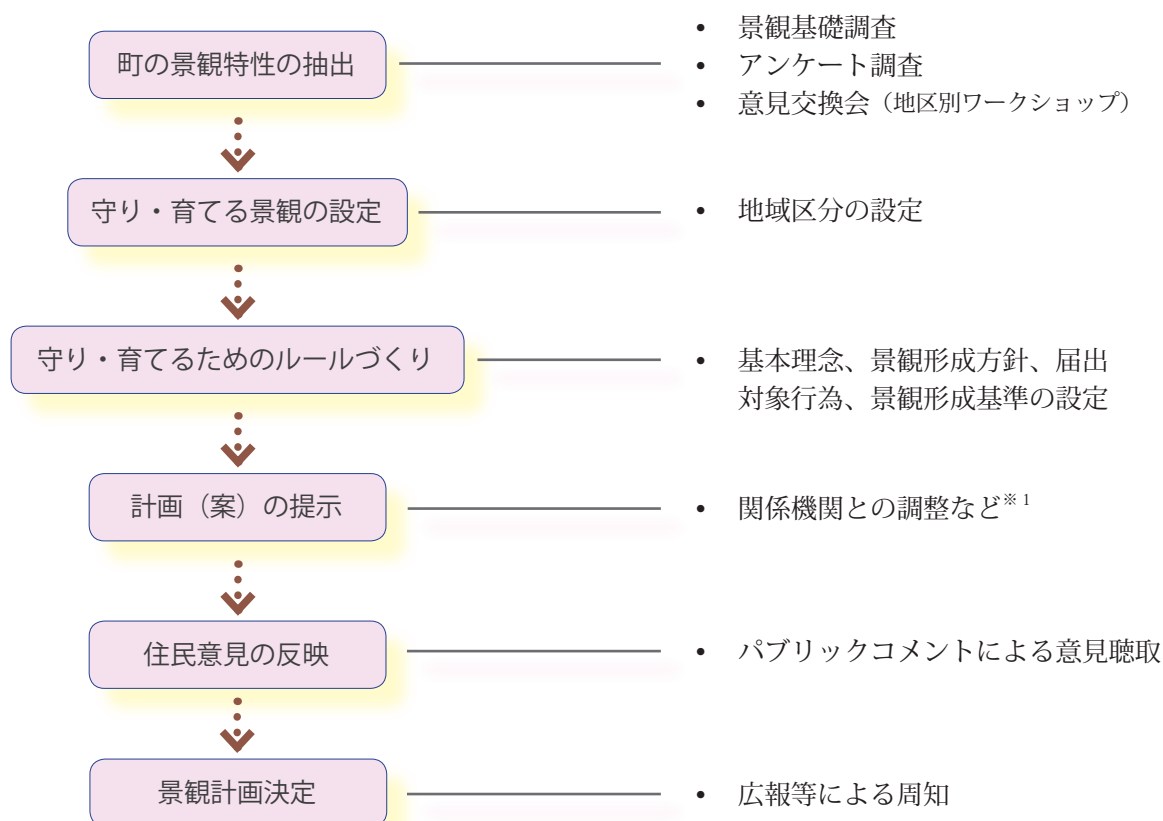 町の景観特性の抽出
• 景観基礎調査
• アンケート調査
• 意見交換会（地区別ワークショップ）
守り・育てる景観の設定
• 地域区分の設定
守り・育てるためのルールづくり
• 基本理念、景観形成方針、届出
対象行為、景観形成基準の設定
計画（案）の提示
• 関係機関との調整など※1
住民意見の反映
• パブリックコメントによる意見聴取
景観計画決定
• 広報等による周知